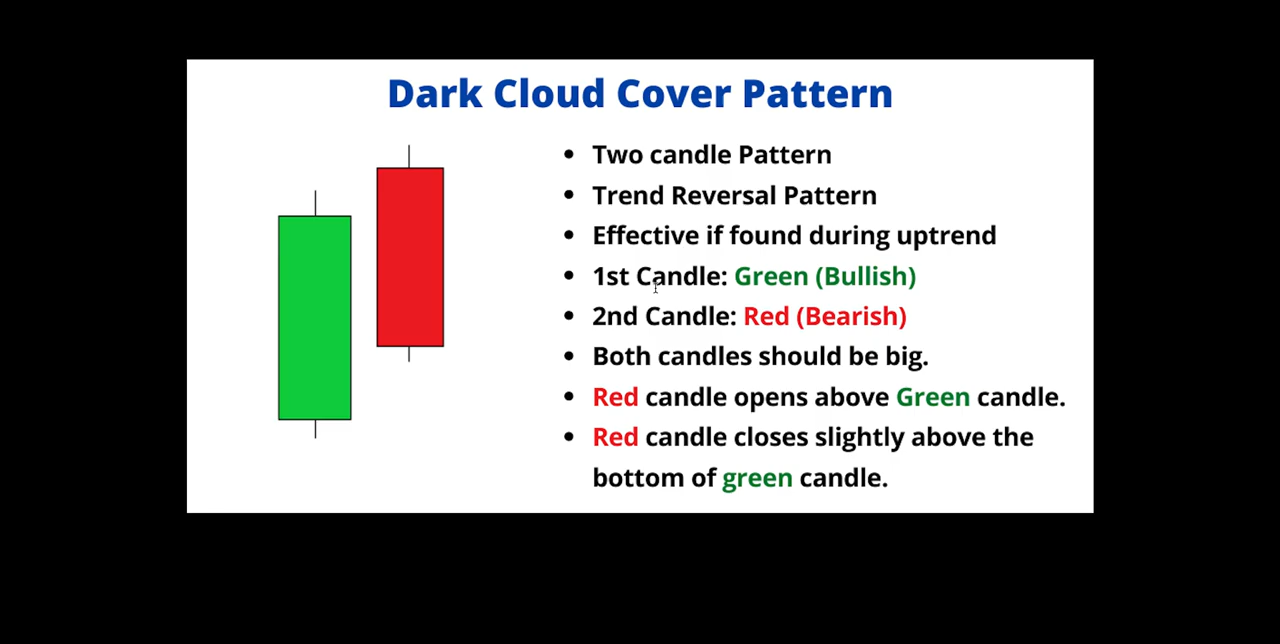 Dark Cloud Cover Pattern
• Two candle Pattern
• Trend Reversal Pattern
• Effective if found during uptrend
• 1st Candle: Green (Bullish)
• 2nd Candle: Red (Bearish)
• Both candles should be big.
• Red candle opens above Green candle.
• Red candle closes slightly above the
bottom of green candle.